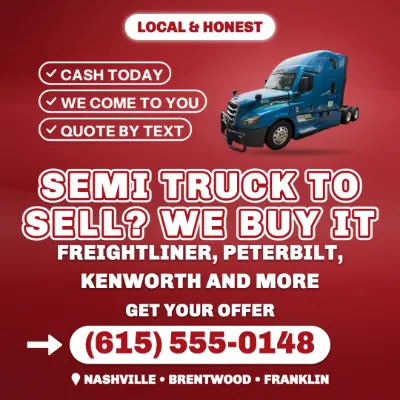 LOCAL & HONEST
CASH TODAY
WE COME TO YOU
QUOTE BY TEXT
SEMI TRUCK TO
SELL? WE BUY IT
FREIGHTLINER, PETERBILT,
KENWORTH AND MORE
GET YOUR OFFER
(615) 555-0148
NASHVILLE • BRENTWOOD • FRANKLIN